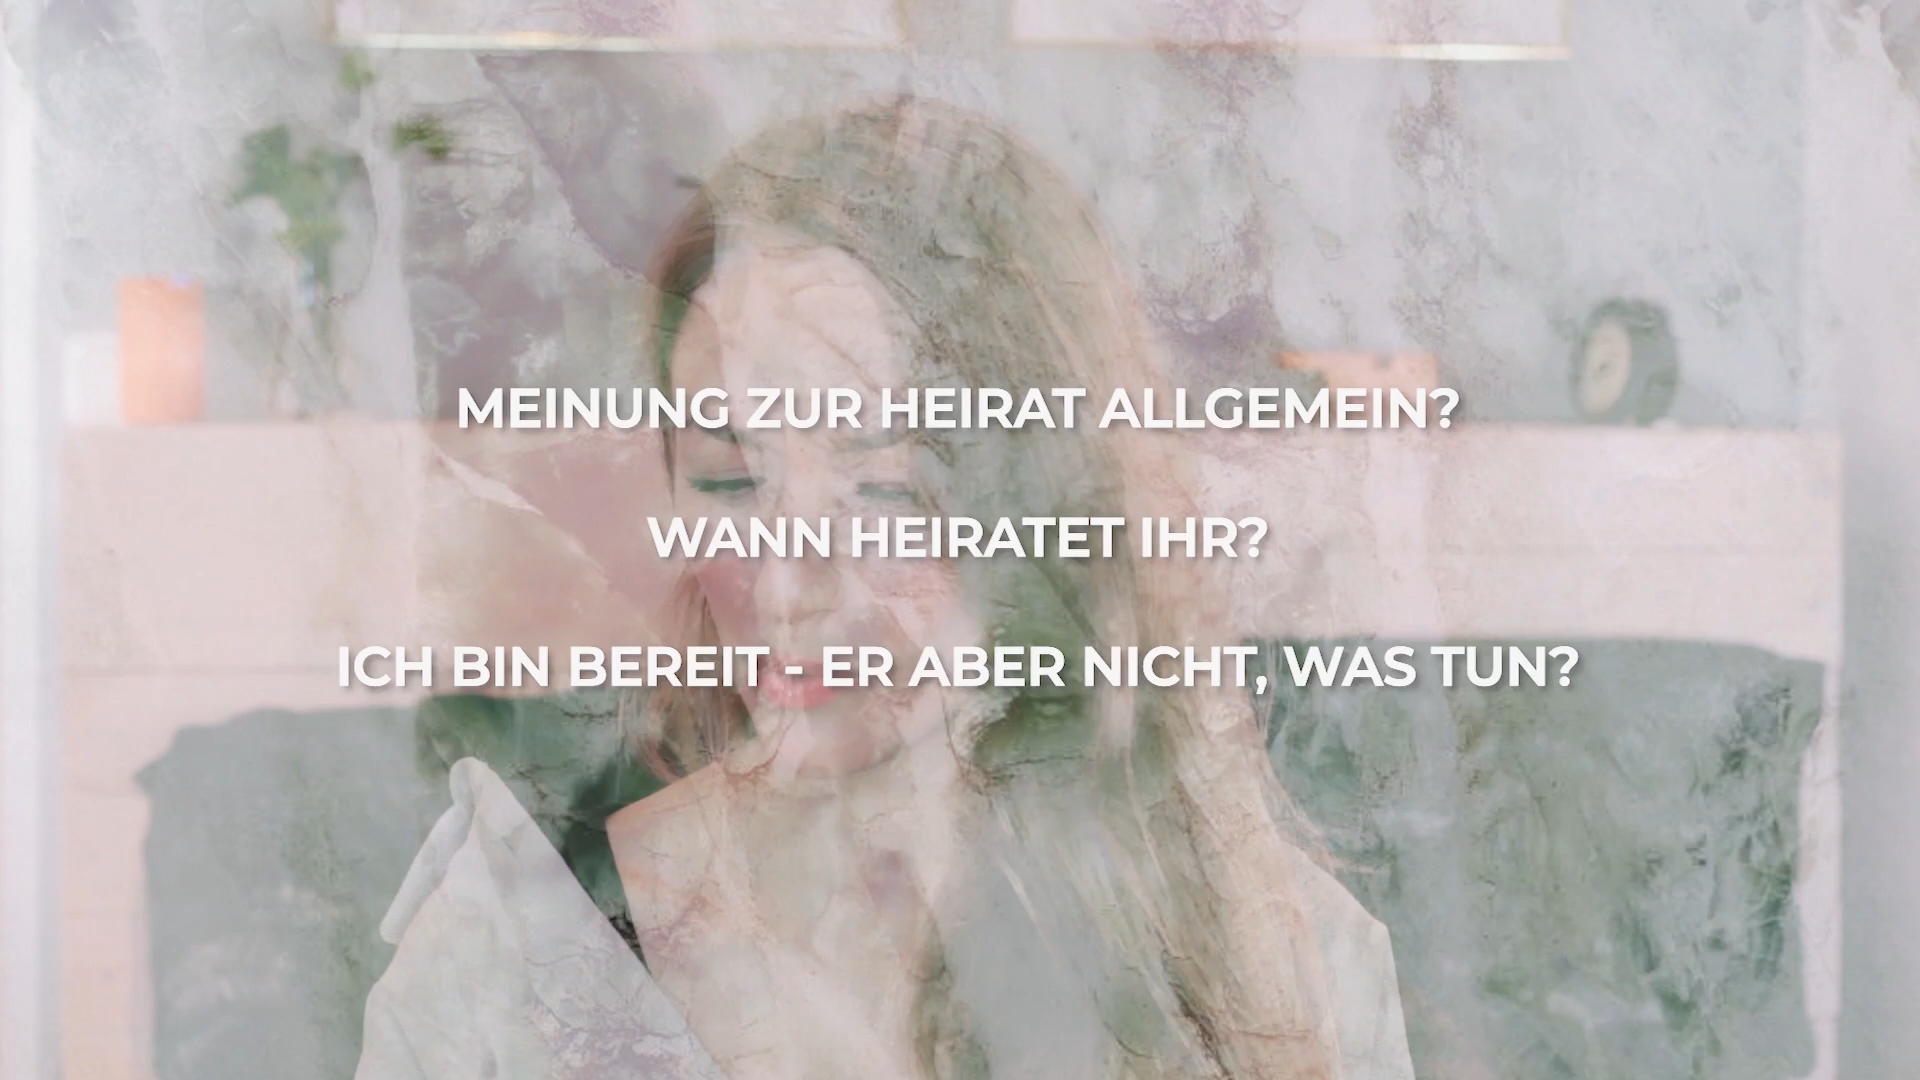 MEINUNG ZUR HEIRAT ALLGEMEIN?
WANN HEIRATET IHR?
ICH BIN BEREIT - ER ABER NICHT, WAS TUN?